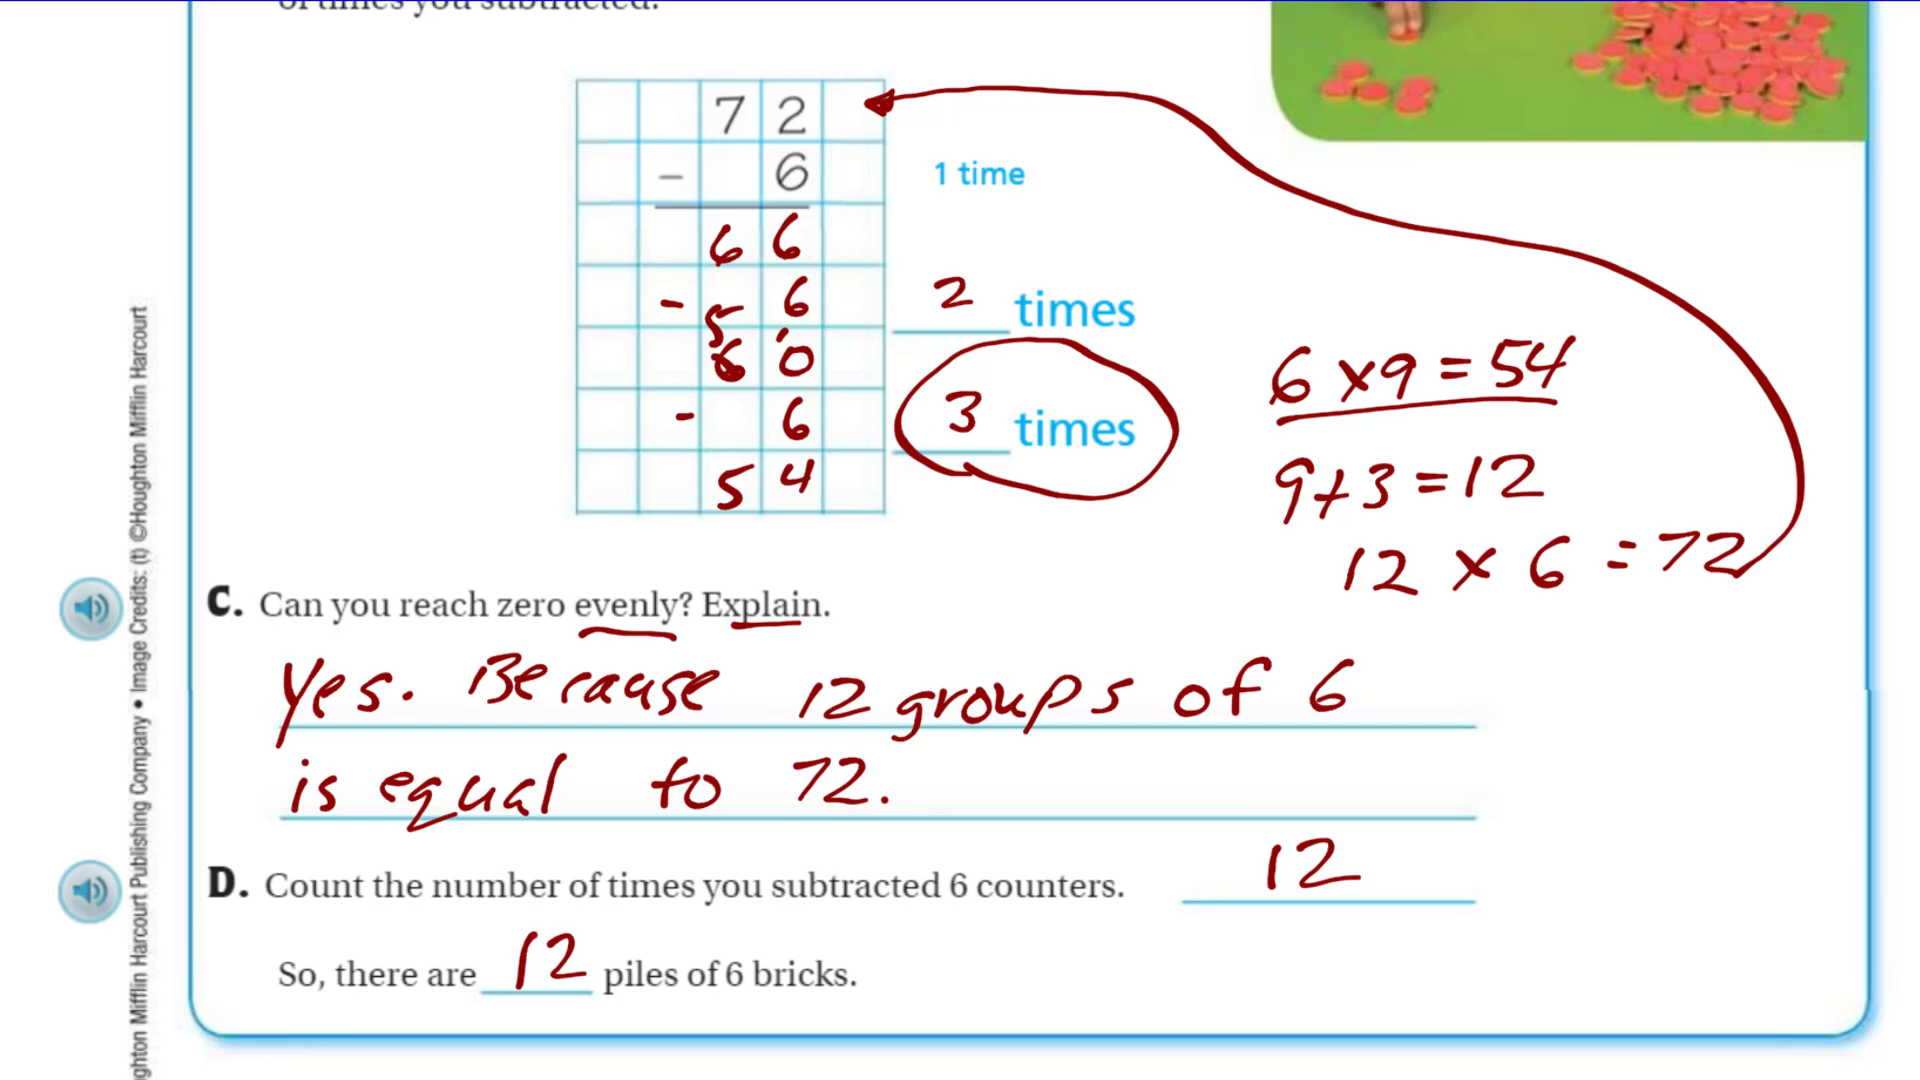 of times you subtracted.
7 2
– 6
1 time
6 6
- 6
2 times
5
6 0
- 6
3 times
5 4
6 x 9 = 54
9 + 3 = 12
12 x 6 = 72
C. Can you reach zero evenly? Explain.
Yes. Because 12 groups of 6
is equal to 72.
D. Count the number of times you subtracted 6 counters. 12
So, there are 12 piles of 6 bricks.
ghton Mifflin Harcourt Publishing Company • Image Credits: (t) ©Houghton Mifflin Harcourt